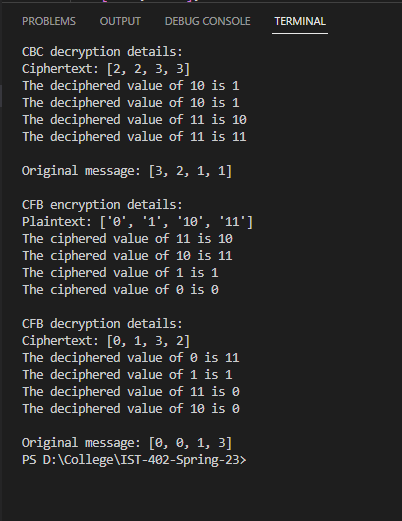 PROBLEMS OUTPUT DEBUG CONSOLE TERMINAL
CBC decryption details:
Ciphertext: [2, 2, 3, 3]
The deciphered value of 10 is 1
The deciphered value of 10 is 1
The deciphered value of 11 is 10
The deciphered value of 11 is 11
Original message: [3, 2, 1, 1]
CFB encryption details:
Plaintext: ['0', '1', '10', '11']
The ciphered value of 11 is 10
The ciphered value of 10 is 11
The ciphered value of 1 is 1
The ciphered value of 0 is 0
CFB decryption details:
Ciphertext: [0, 1, 3, 2]
The deciphered value of 0 is 11
The deciphered value of 1 is 1
The deciphered value of 11 is 0
The deciphered value of 10 is 0
Original message: [0, 0, 1, 3]
PS D:\College\IST-402-Spring-23>